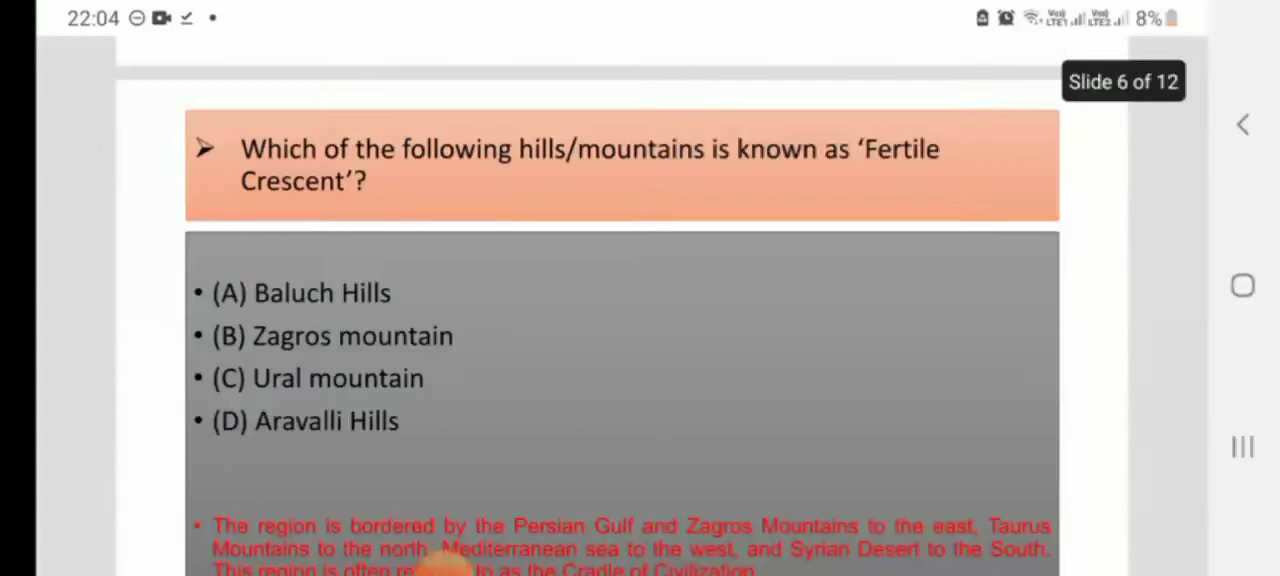 22:04
8%
Slide 6 of 12
Which of the following hills/mountains is known as ‘Fertile
Crescent’?
• (A) Baluch Hills
• (B) Zagros mountain
• (C) Ural mountain
• (D) Aravalli Hills
• The region is bordered by the Persian Gulf and Zagros Mountains to the east, Taurus
Mountains to the north, Mediterranean sea to the west, and Syrian Desert to the South.
This region is often referred to as the Cradle of Civilization